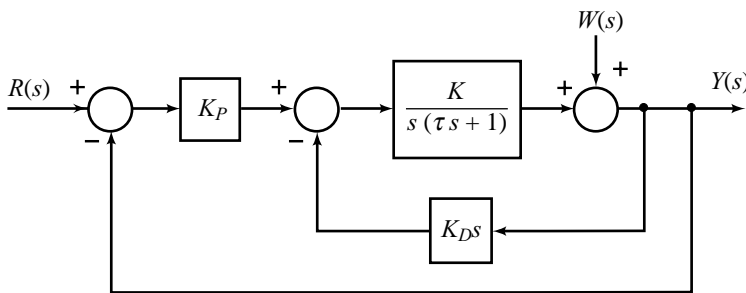 W(s)
R(s) + K_P + K / s (τ s + 1) + + Y(s)
− −
K_D s